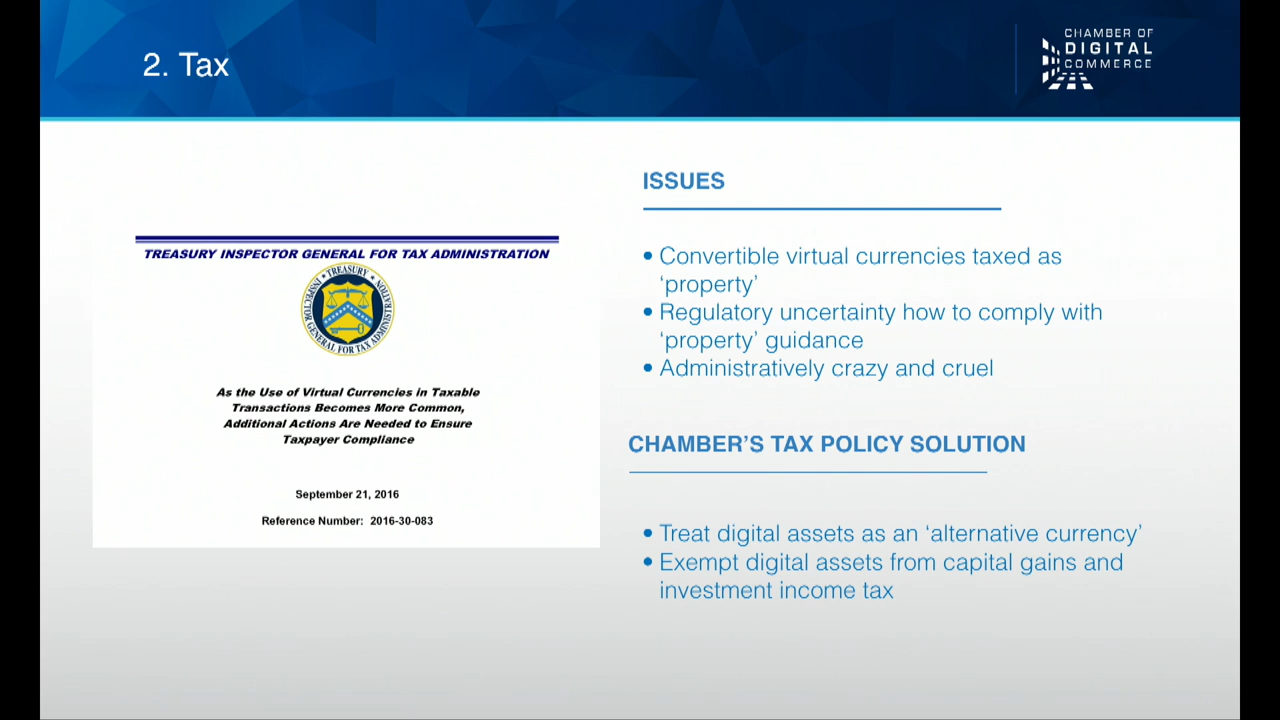 2. Tax
CHAMBER OF
DIGITAL
COMMERCE
TREASURY INSPECTOR GENERAL FOR TAX ADMINISTRATION
TREASURY
INSPECTOR GENERAL FOR TAX ADMINISTRATION
As the Use of Virtual Currencies in Taxable
Transactions Becomes More Common,
Additional Actions Are Needed to Ensure
Taxpayer Compliance
September 21, 2016
Reference Number: 2016-30-083
ISSUES
• Convertible virtual currencies taxed as
‘property’
• Regulatory uncertainty how to comply with
‘property’ guidance
• Administratively crazy and cruel
CHAMBER’S TAX POLICY SOLUTION
• Treat digital assets as an ‘alternative currency’
• Exempt digital assets from capital gains and
investment income tax